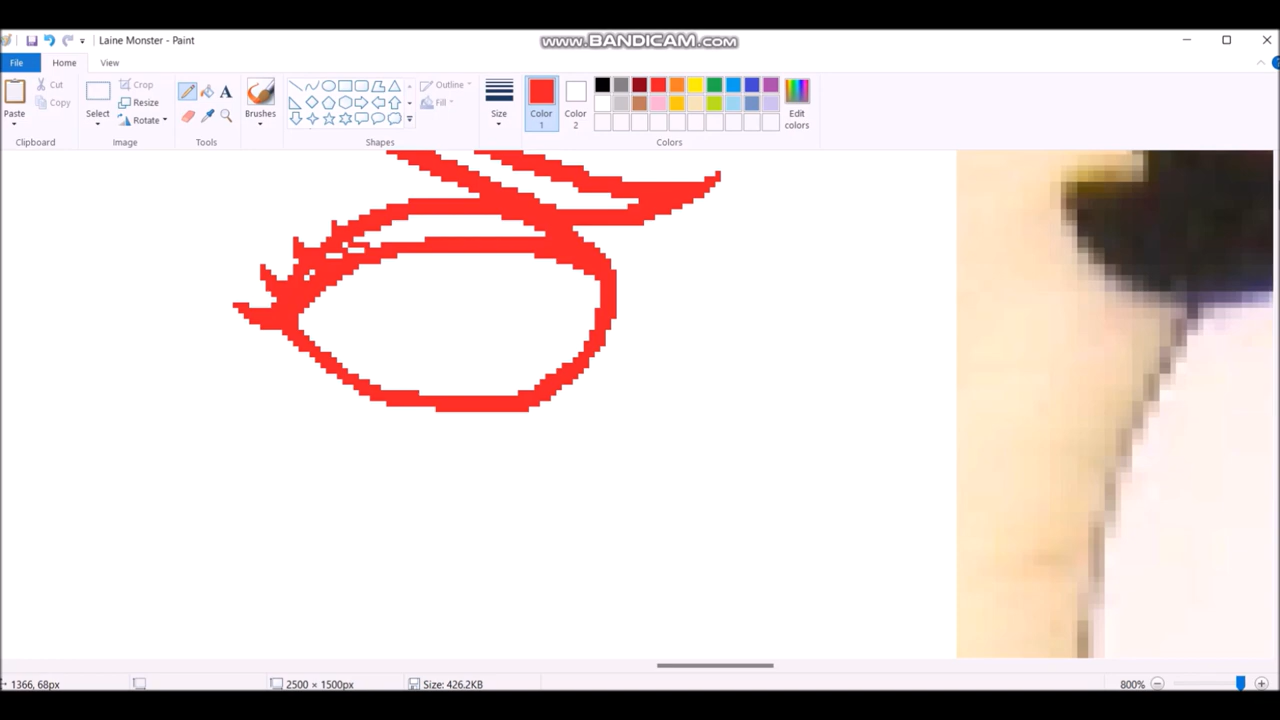 www.BANDICAM.com
Laine Monster - Paint
File Home View
Paste
Cut
Copy
Clipboard
Select
Crop
Resize
Rotate
Image
Tools
Brushes
Outline
Fill
Shapes
Size
Color 1
Color 2
Edit colors
Colors
1366, 68px
2500 × 1500px
Size: 426.2KB
800%